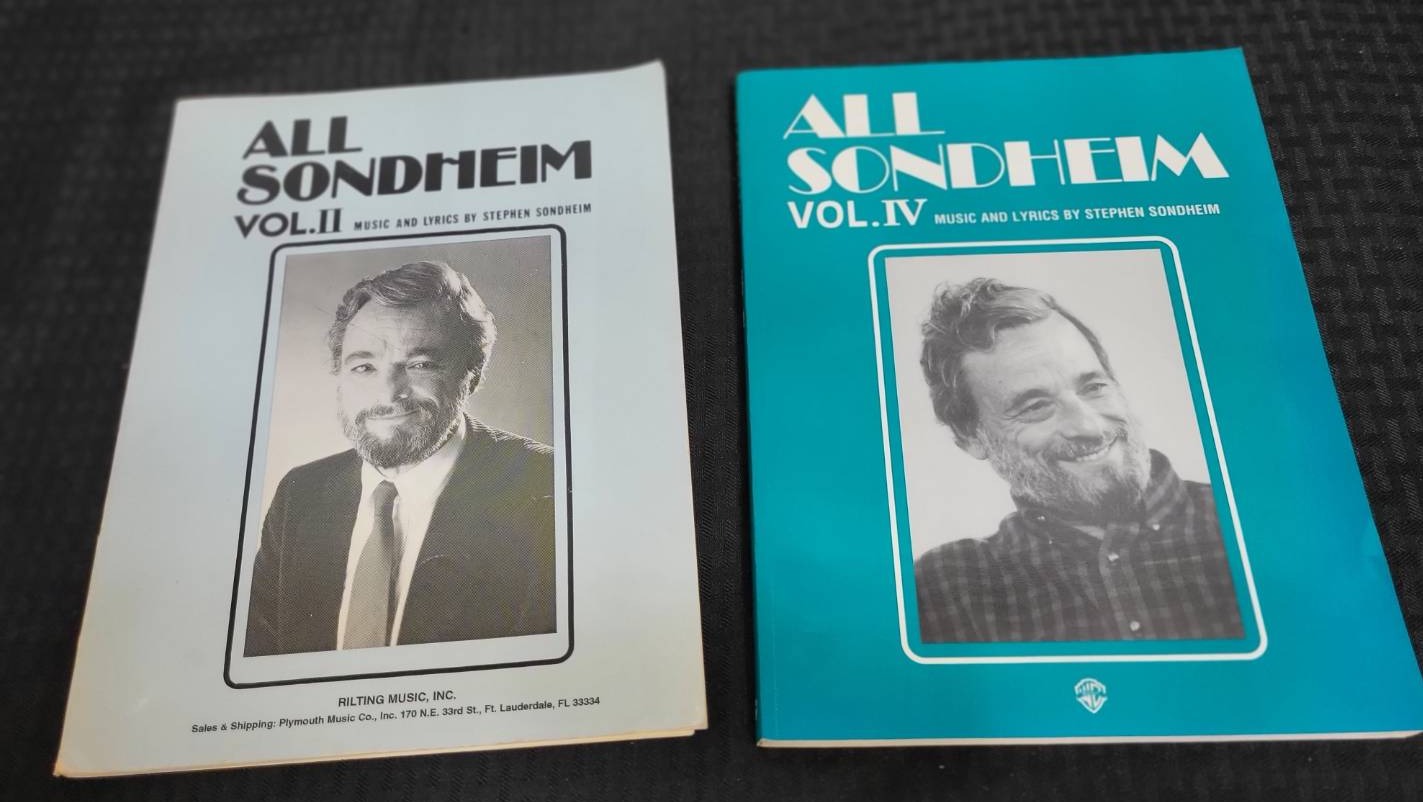 ALL
SONDHEIM
VOL.II MUSIC AND LYRICS BY STEPHEN SONDHEIM
RILTING MUSIC, INC.
Sales & Shipping: Plymouth Music Co., Inc. 170 N.E. 33rd St., Ft. Lauderdale, FL 33334
ALL
SONDHEIM
VOL.IV MUSIC AND LYRICS BY STEPHEN SONDHEIM